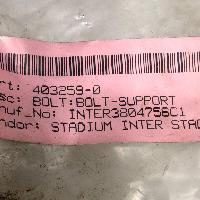 rt: 403259-0
sc: BOLT:BOLT-SUPPORT
nuf_No: INTER3804756C1
ndor: STADIUM INTER STAD